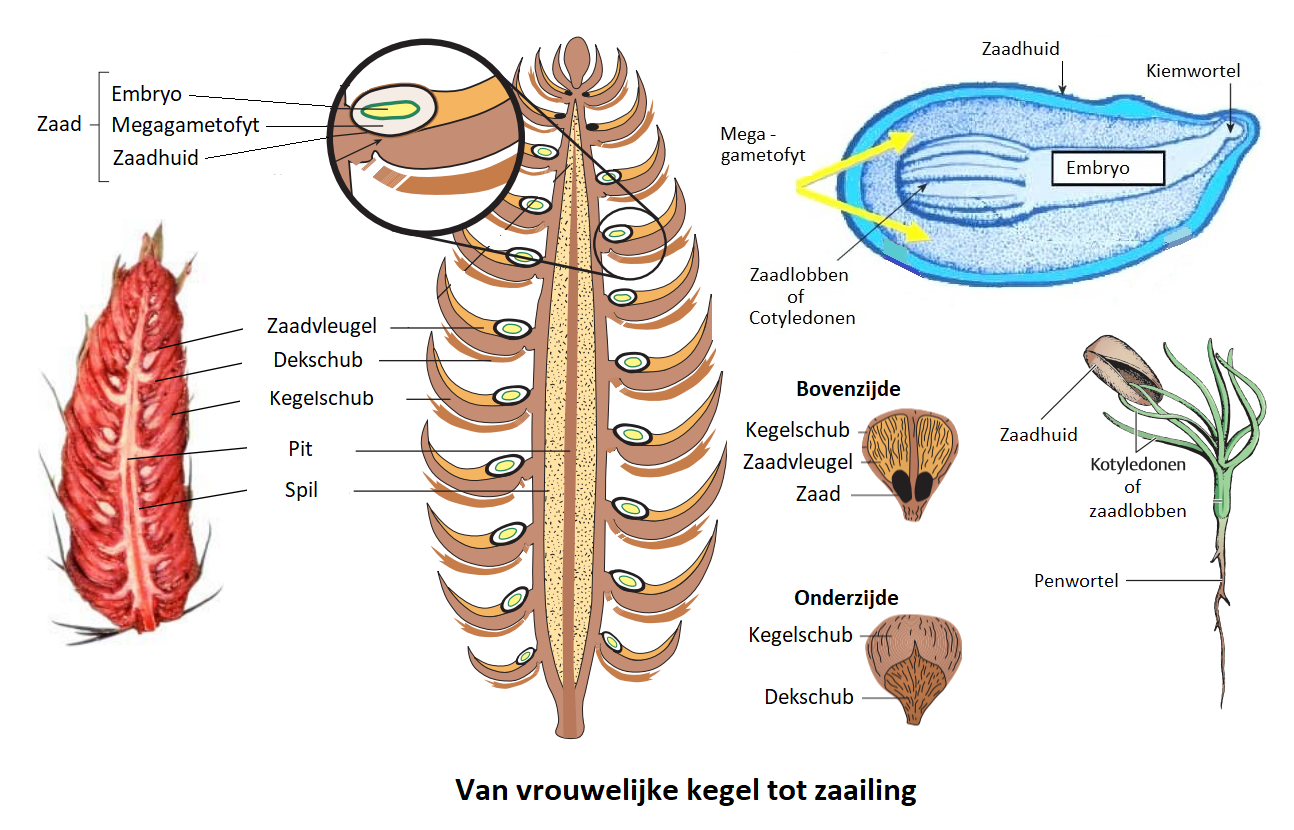 Zaad
Embryo
Megagametofyt
Zaadhuid
Zaadvleugel
Dekschub
Kegelschub
Pit
Spil
Zaadhuid
Kiemwortel
Mega -
gametofyt
Embryo
Zaadlobben
of
Cotyledonen
Bovenzijde
Kegelschub
Zaadvleugel
Zaad
Onderzijde
Kegelschub
Dekschub
Zaadhuid
Kotyledonen
of
zaadlobben
Penwortel
Van vrouwelijke kegel tot zaailing